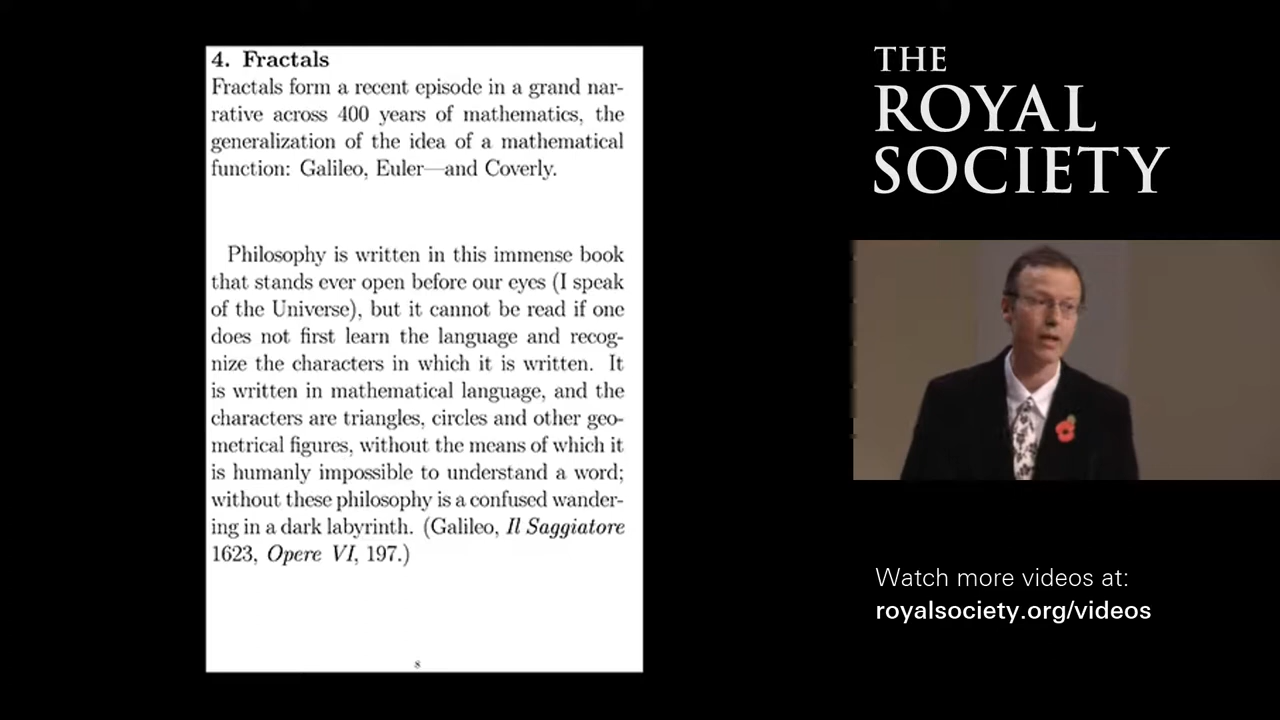 4. Fractals
Fractals form a recent episode in a grand nar-
rative across 400 years of mathematics, the
generalization of the idea of a mathematical
function: Galileo, Euler—and Coverly.
Philosophy is written in this immense book
that stands ever open before our eyes (I speak
of the Universe), but it cannot be read if one
does not first learn the language and recog-
nize the characters in which it is written. It
is written in mathematical language, and the
characters are triangles, circles and other geo-
metrical figures, without the means of which it
is humanly impossible to understand a word;
without these philosophy is a confused wander-
ing in a dark labyrinth. (Galileo, Il Saggiatore
1623, Opere VI, 197.)
8
THE
ROYAL
SOCIETY
Watch more videos at:
royalsociety.org/videos